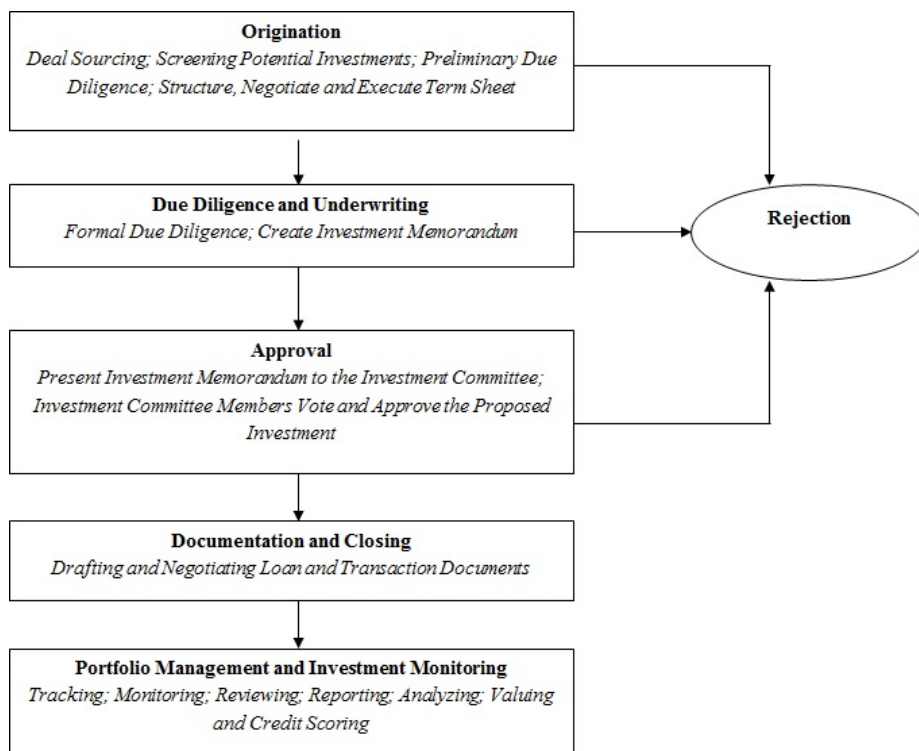 Origination
Deal Sourcing; Screening Potential Investments; Preliminary Due
Diligence; Structure, Negotiate and Execute Term Sheet
Due Diligence and Underwriting
Formal Due Diligence; Create Investment Memorandum
Rejection
Approval
Present Investment Memorandum to the Investment Committee;
Investment Committee Members Vote and Approve the Proposed
Investment
Documentation and Closing
Drafting and Negotiating Loan and Transaction Documents
Portfolio Management and Investment Monitoring
Tracking; Monitoring; Reviewing; Reporting; Analyzing; Valuing
and Credit Scoring